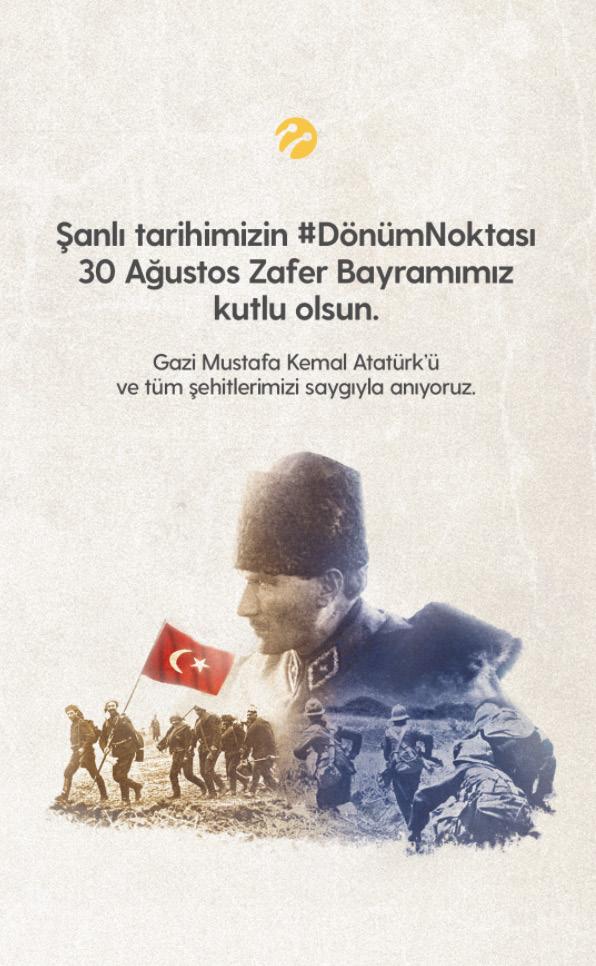 Şanlı tarihimizin #DönümNoktası
30 Ağustos Zafer Bayramımız
kutlu olsun.
Gazi Mustafa Kemal Atatürk'ü
ve tüm şehitlerimizi saygıyla anıyoruz.